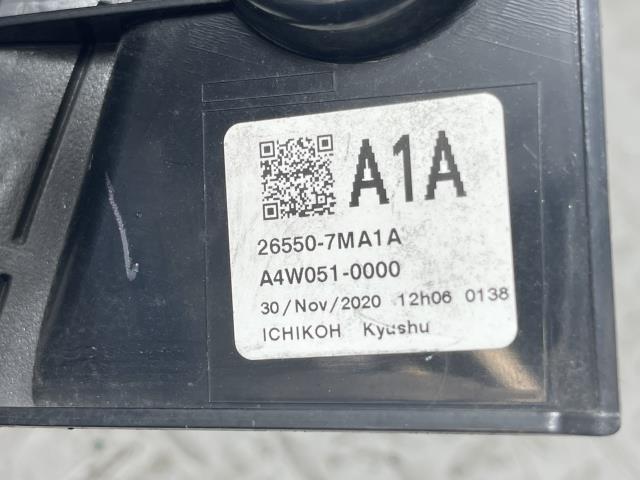 A1A
26550-7MA1A
A4W051-0000
30/Nov/2020 12h06 0138
ICHIKOH Kyushu